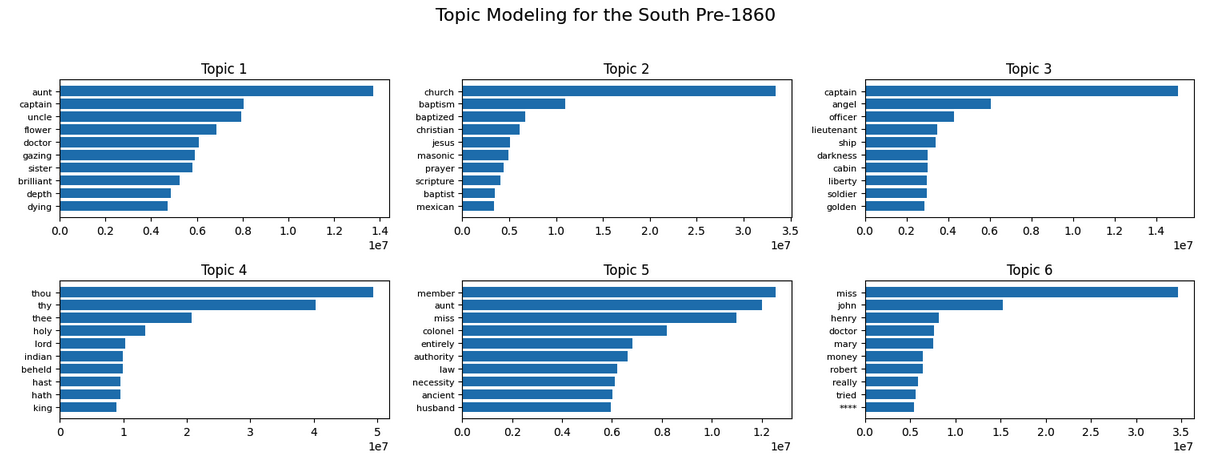 Topic Modeling for the South Pre-1860
Topic 1
aunt
captain
uncle
flower
doctor
gazing
sister
brilliant
depth
dying
0.0 0.2 0.4 0.6 0.8 1.0 1.2 1.4
1e7
Topic 2
church
baptism
baptized
christian
jesus
masonic
prayer
scripture
baptist
mexican
0.0 0.5 1.0 1.5 2.0 2.5 3.0 3.5
1e7
Topic 3
captain
angel
officer
lieutenant
ship
darkness
cabin
liberty
soldier
golden
0.0 0.2 0.4 0.6 0.8 1.0 1.2 1.4
1e7
Topic 4
thou
thy
thee
holy
lord
indian
beheld
hast
hath
king
0 1 2 3 4 5
1e7
Topic 5
member
aunt
miss
colonel
entirely
authority
law
necessity
ancient
husband
0.0 0.2 0.4 0.6 0.8 1.0 1.2
1e7
Topic 6
miss
john
henry
doctor
mary
money
robert
really
tried
****
0.0 0.5 1.0 1.5 2.0 2.5 3.0 3.5
1e7